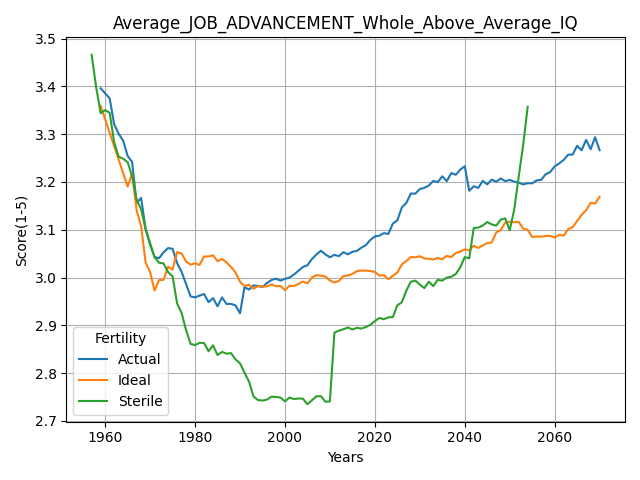 Average_JOB_ADVANCEMENT_Whole_Above_Average_IQ
3.5
3.4
3.3
3.2
3.1
3.0
2.9
2.8
2.7
Score(1-5)
Fertility
Actual
Ideal
Sterile
1960 1980 2000 2020 2040 2060
Years